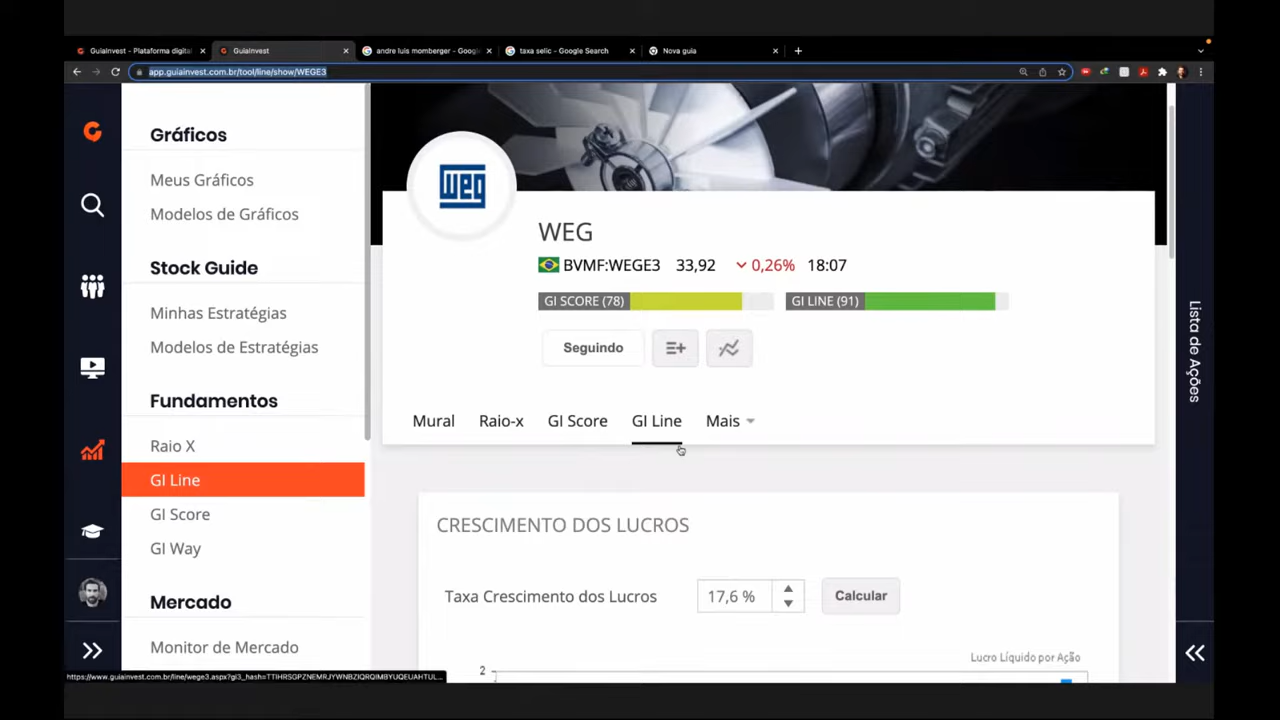 GuiaInvest - Plataforma digital
GuiaInvest
andre luis momberger - Goog
taxa selic - Google Search
Nova guia
app.guiainvest.com.br/tool/line/show/WEGE3
Gráficos
Meus Gráficos
Modelos de Gráficos
Stock Guide
Minhas Estratégias
Modelos de Estratégias
Fundamentos
Raio X
GI Line
GI Score
GI Way
Mercado
Monitor de Mercado
weg
WEG
BVMF:WEGE3 33,92 0,26% 18:07
GI SCORE (78) GI LINE (91)
Seguindo
Mural Raio-x GI Score GI Line Mais
CRESCIMENTO DOS LUCROS
Taxa Crescimento dos Lucros 17,6 % Calcular
Lucro Líquido por Ação
2
Lista de Ações